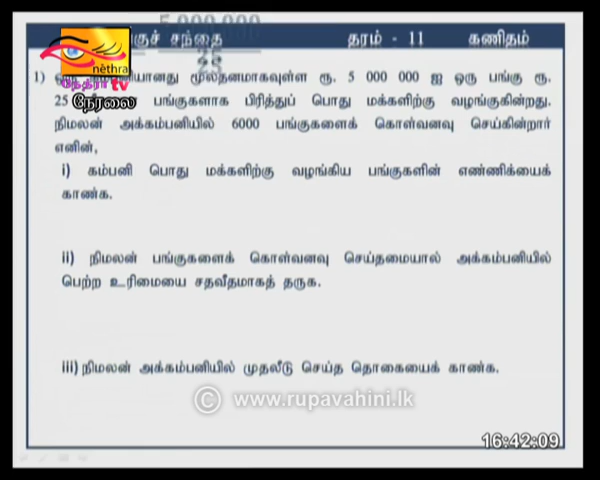 5 000 000
25
குச் சந்தை தரம் - 11 கணிதம்
nethra
நேத்ரா tv
நேரலை
1) யானது மூலதனமாகவுள்ள ரூ. 5 000 000 ஐ ஒரு பங்கு ரூ.
25 பங்குகளாக பிரித்துப் பொது மக்களிற்கு வழங்குகின்றது.
நிமலன் அக்கம்பனியில் 6000 பங்குகளைக் கொள்வனவு செய்கின்றார்
எனின்,
i) கம்பனி பொது மக்களிற்கு வழங்கிய பங்குகளின் எண்ணிக்கையைக்
காண்க.
ii) நிமலன் பங்குகளைக் கொள்வனவு செய்தமையால் அக்கம்பனியில்
பெற்ற உரிமையை சதவீதமாகத் தருக.
iii) நிமலன் அக்கம்பனியில் முதலீடு செய்த தொகையைக் காண்க.
© www.rupavahini.lk
16:42:09